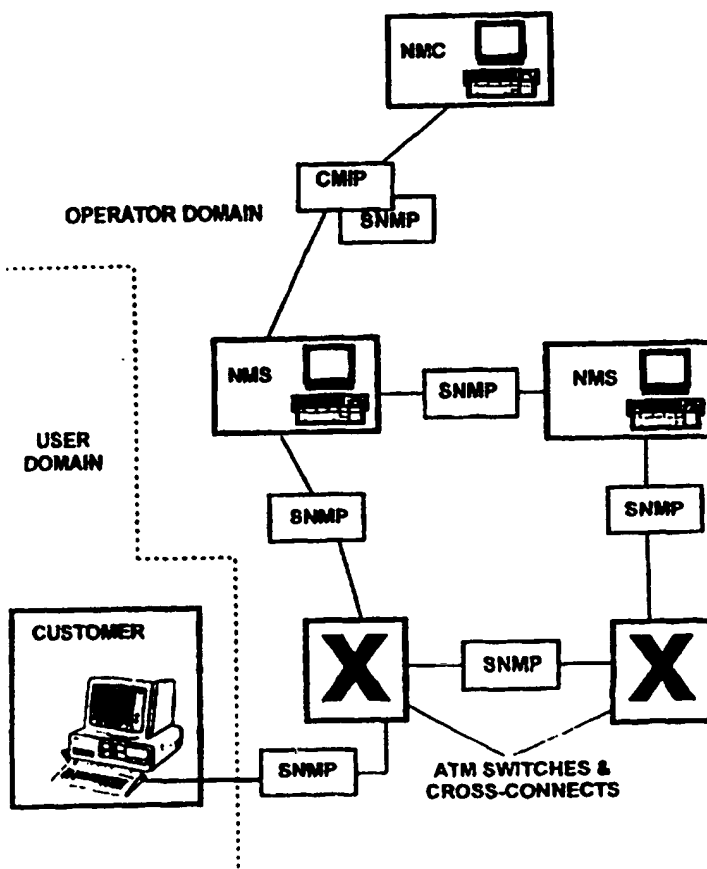 NMC
CMIP
OPERATOR DOMAIN
SNMP
NMS
SNMP
NMS
USER
DOMAIN
SNMP
SNMP
CUSTOMER
X
SNMP
X
SNMP
ATM SWITCHES &
CROSS-CONNECTS